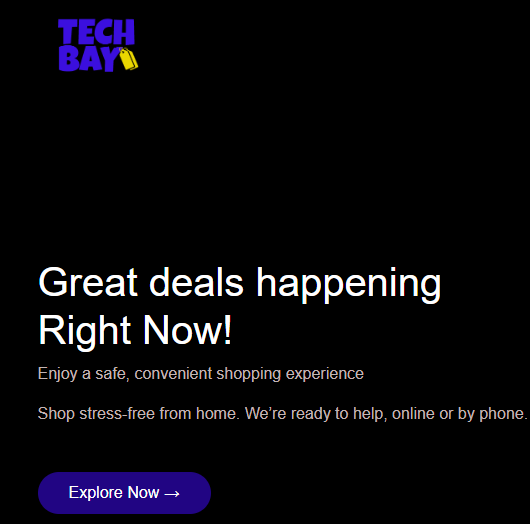 TECH
BAY
Great deals happening
Right Now!
Enjoy a safe, convenient shopping experience
Shop stress-free from home. We’re ready to help, online or by phone.
Explore Now →